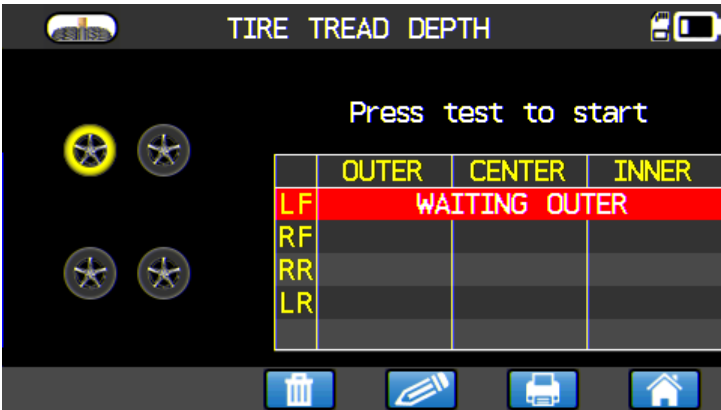 TIRE TREAD DEPTH
Press test to start
OUTER CENTER INNER
LF WAITING OUTER
RF
RR
LR